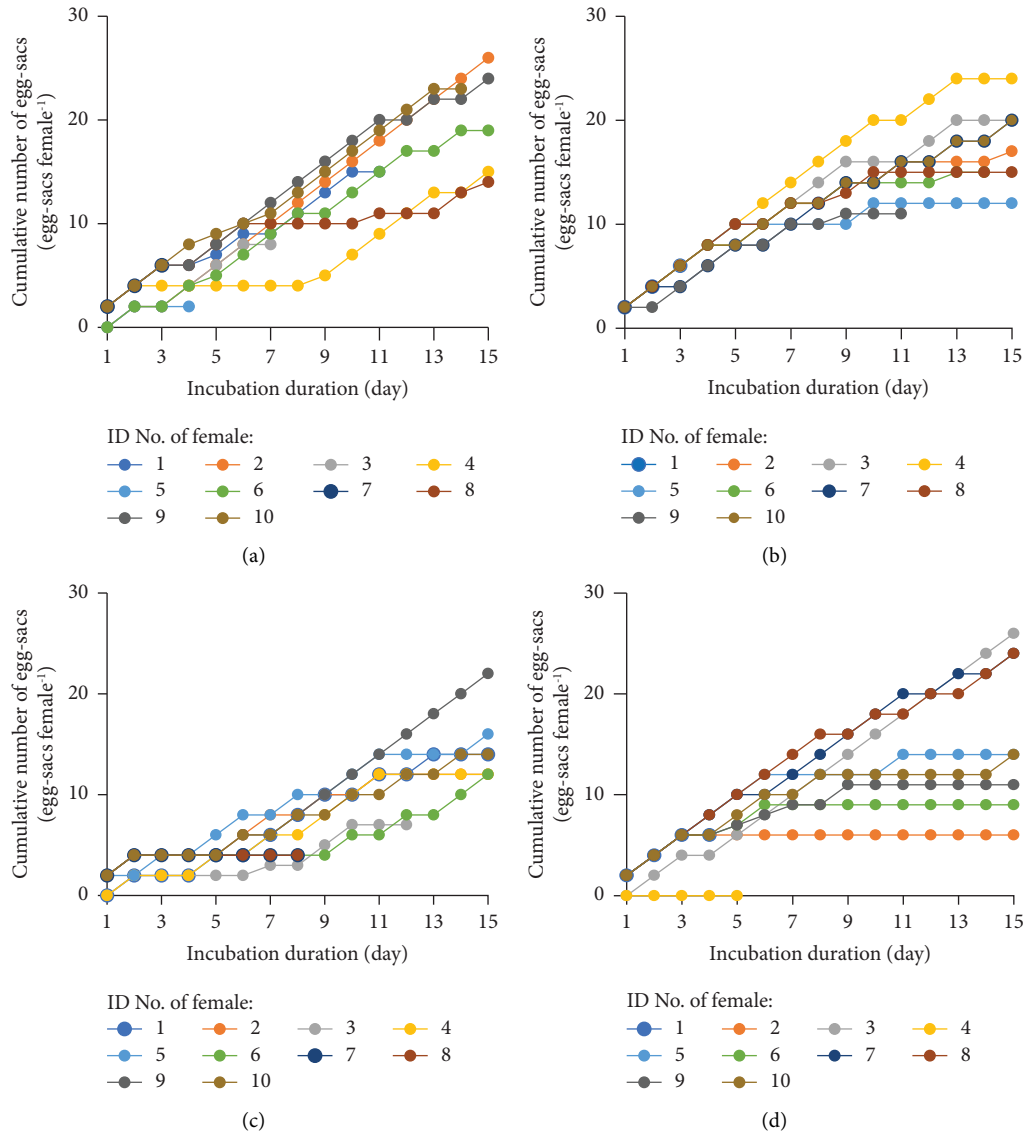 30
20
10
0
Cumulative number of egg-sacs
(egg-sacs female-1)
1 3 5 7 9 11 13 15
Incubation duration (day)
ID No. of female:
1 2 3 4
5 6 7 8
9 10
(a)
30
20
10
0
Cumulative number of egg-sacs
(egg-sacs female-1)
1 3 5 7 9 11 13 15
Incubation duration (day)
ID No. of female:
1 2 3 4
5 6 7 8
9 10
(b)
30
20
10
0
Cumulative number of egg-sacs
(egg-sacs female-1)
1 3 5 7 9 11 13 15
Incubation duration (day)
ID No. of female:
1 2 3 4
5 6 7 8
9 10
(c)
30
20
10
0
Cumulative number of egg-sacs
(egg-sacs female-1)
1 3 5 7 9 11 13 15
Incubation duration (day)
ID No. of female:
1 2 3 4
5 6 7 8
9 10
(d)